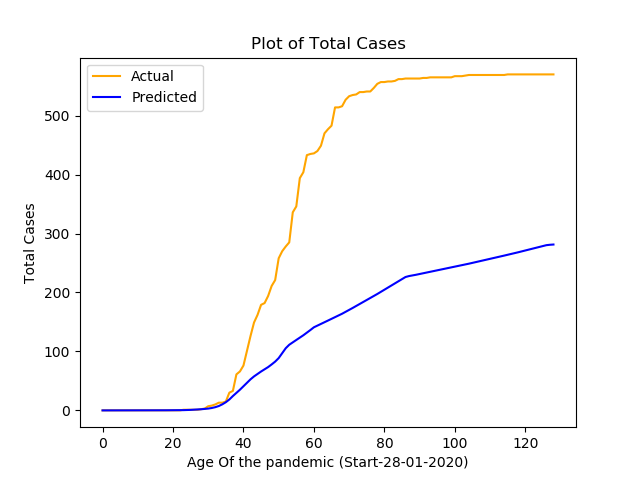 Plot of Total Cases
Actual
Predicted
Total Cases
500
400
300
200
100
0
0 20 40 60 80 100 120
Age Of the pandemic (Start-28-01-2020)